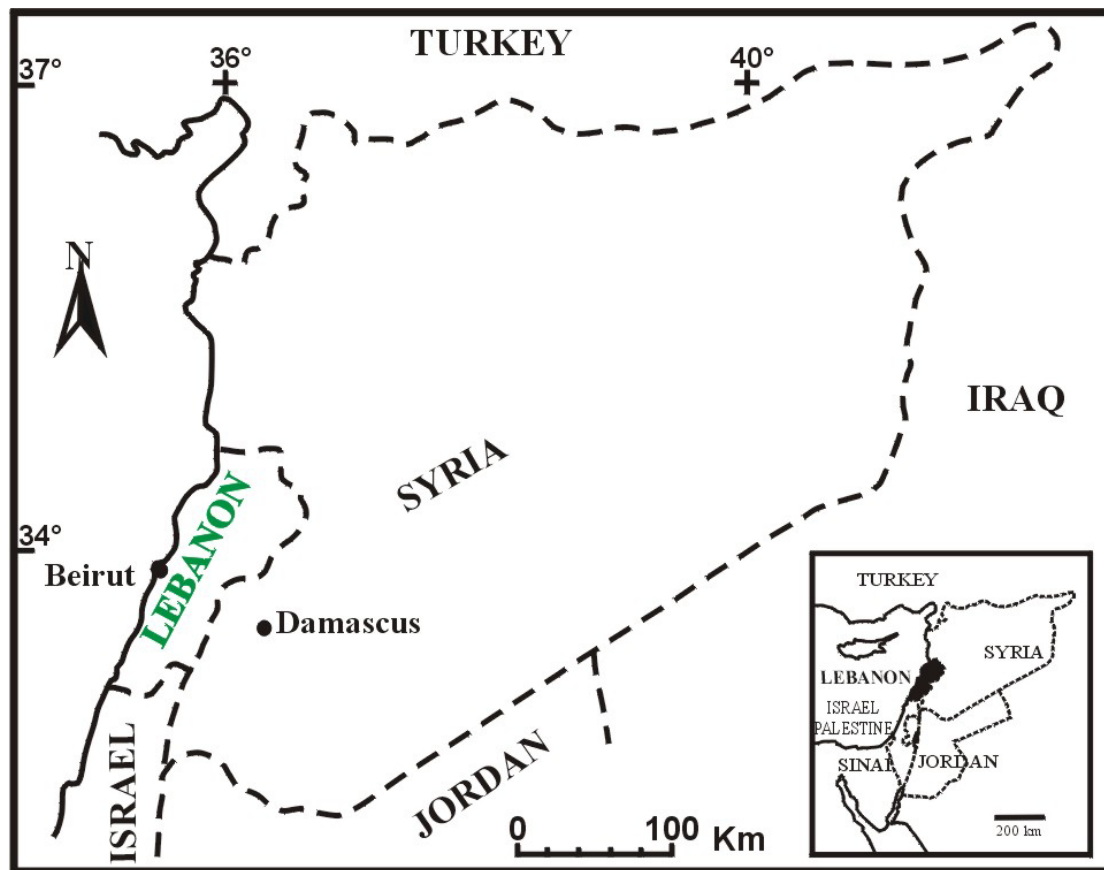 TURKEY
36°
40°
37°
N
IRAQ
SYRIA
LEBANON
34°
Beirut
Damascus
ISRAEL
JORDAN
0 100 Km
TURKEY
SYRIA
LEBANON
ISRAEL
PALESTINE
SINAI
JORDAN
200 km